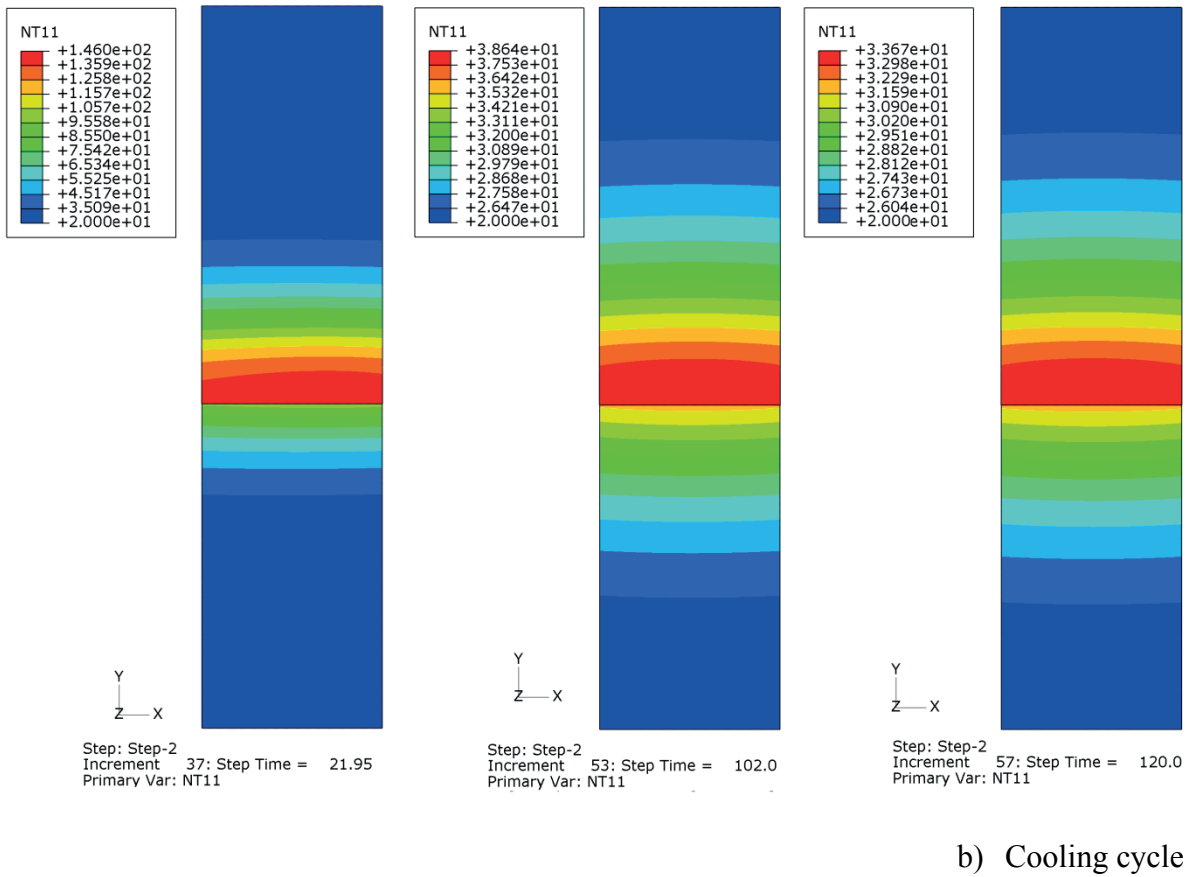 NT11
+1.460e+02
+1.359e+02
+1.258e+02
+1.157e+02
+1.057e+02
+9.558e+01
+8.550e+01
+7.542e+01
+6.534e+01
+5.525e+01
+4.517e+01
+3.509e+01
+2.000e+01
Y
Z X
Step: Step-2
Increment 37: Step Time = 21.95
Primary Var: NT11
NT11
+3.864e+01
+3.753e+01
+3.642e+01
+3.532e+01
+3.421e+01
+3.311e+01
+3.200e+01
+3.089e+01
+2.979e+01
+2.868e+01
+2.758e+01
+2.647e+01
+2.000e+01
Y
Z X
Step: Step-2
Increment 53: Step Time = 102.0
Primary Var: NT11
NT11
+3.367e+01
+3.298e+01
+3.229e+01
+3.159e+01
+3.090e+01
+3.020e+01
+2.951e+01
+2.882e+01
+2.812e+01
+2.743e+01
+2.673e+01
+2.604e+01
+2.000e+01
Y
Z X
Step: Step-2
Increment 57: Step Time = 120.0
Primary Var: NT11
b) Cooling cycle